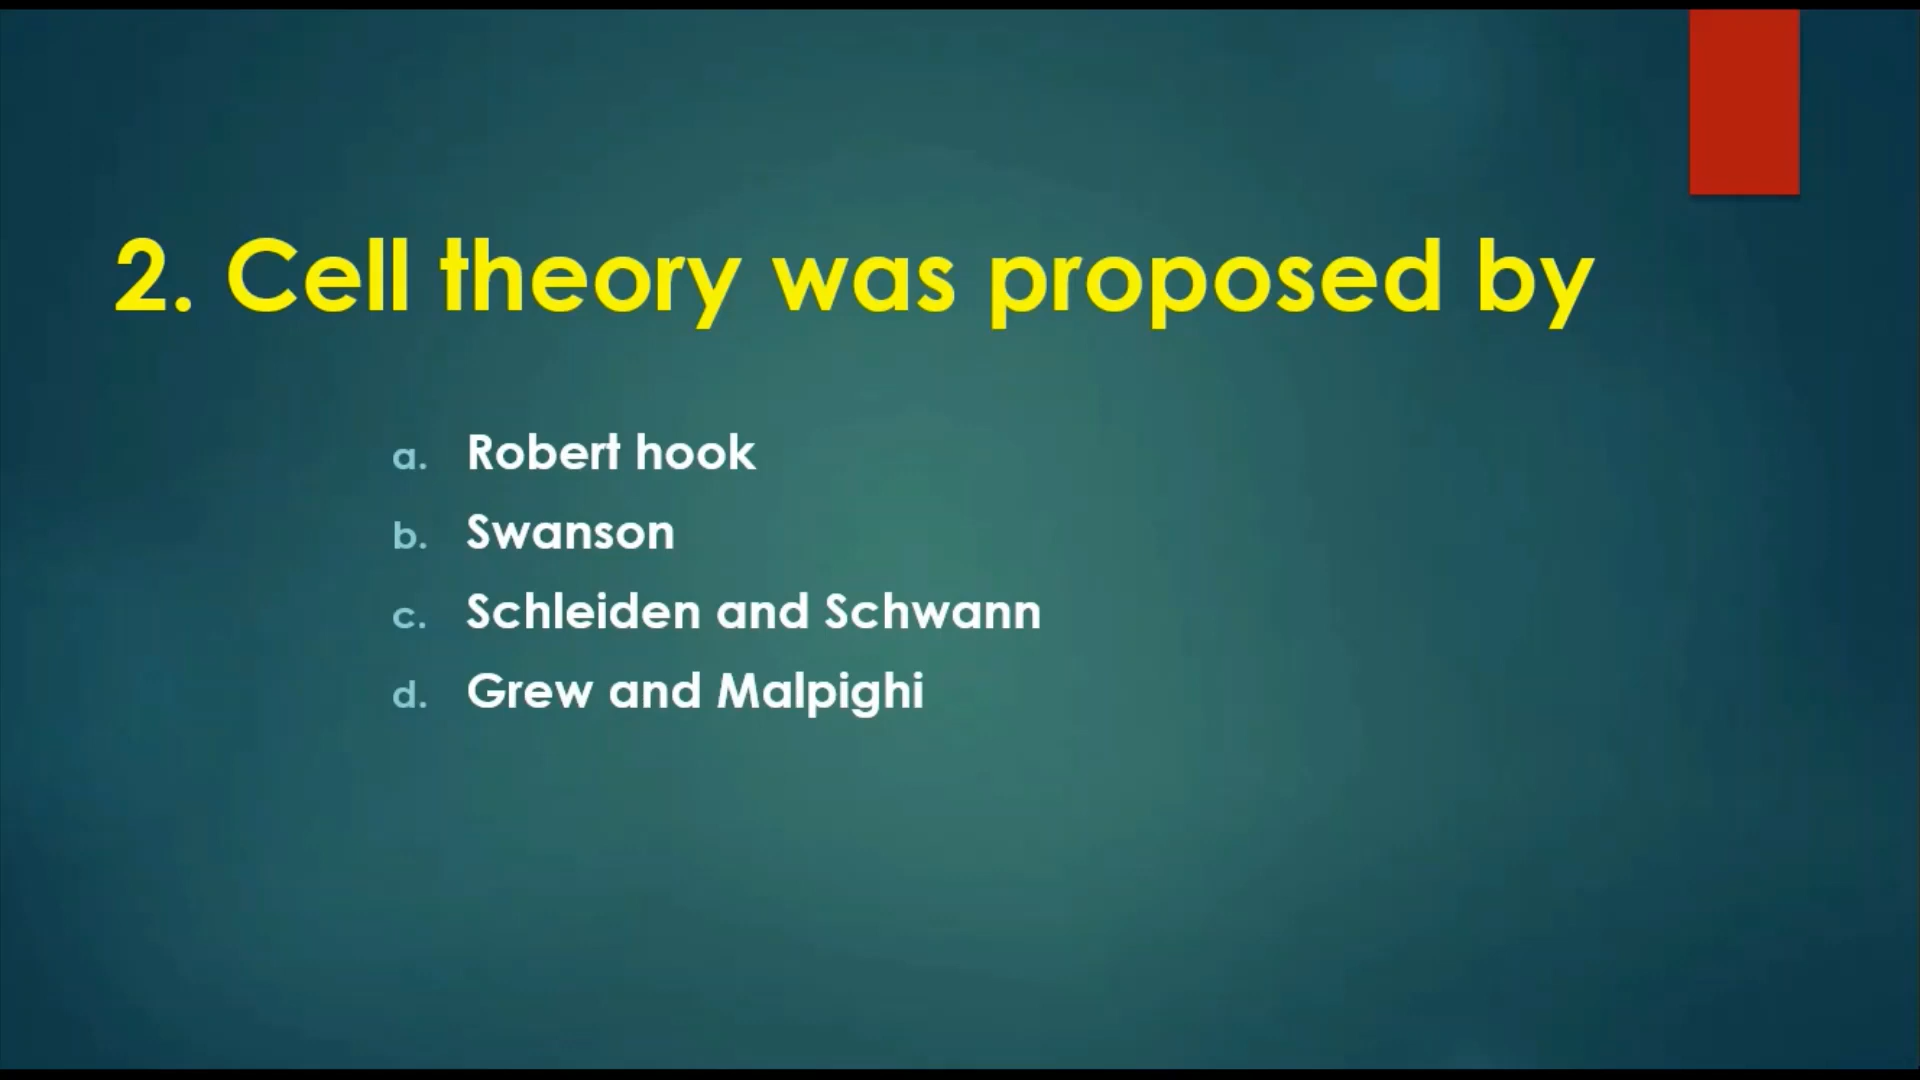 2. Cell theory was proposed by
a. Robert hook
b. Swanson
c. Schleiden and Schwann
d. Grew and Malpighi